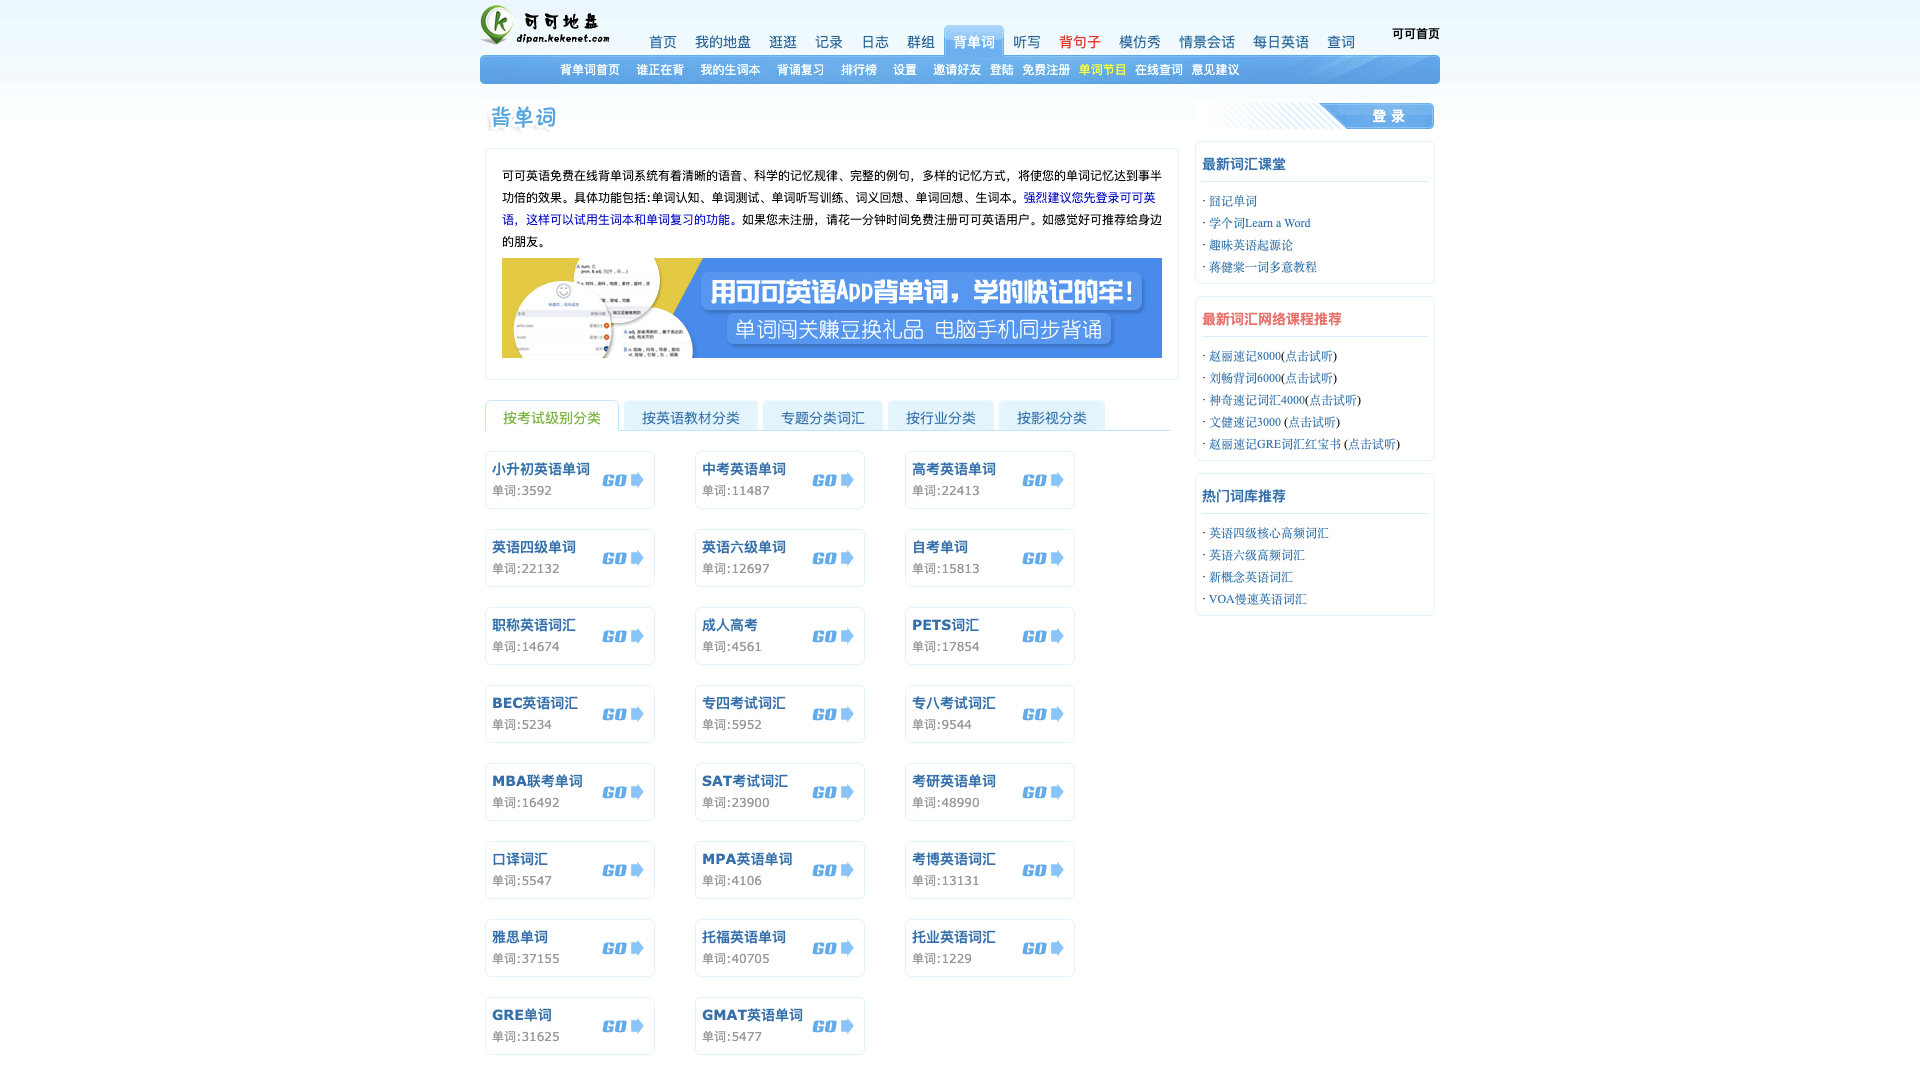 可可地盘
dipan.kekenet.com
首页 我的地盘 逛逛 记录 日志 群组 背单词 听写 背句子 模仿秀 情景会话 每日英语 查词
可可首页
背单词首页 谁正在背 我的生词本 背诵复习 排行榜 设置 邀请好友 登陆 免费注册 单词节目 在线查词 意见建议
背单词
登 录
可可英语免费在线背单词系统有着清晰的语音、科学的记忆规律、完整的例句，多样的记忆方式，将使您的单词记忆达到事半
功倍的效果。具体功能包括:单词认知、单词测试、单词听写训练、词义回想、单词回想、生词本。强烈建议您先登录可可英
语，这样可以试用生词本和单词复习的功能。如果您未注册，请花一分钟时间免费注册可可英语用户。如感觉好可推荐给身边
的朋友。
用可可英语App背单词，学的快记的牢！
单词闯关赚豆换礼品 电脑手机同步背诵
按考试级别分类 按英语教材分类 专题分类词汇 按行业分类 按影视分类
小升初英语单词
单词:3592
GO
中考英语单词
单词:11487
GO
高考英语单词
单词:22413
GO
英语四级单词
单词:22132
GO
英语六级单词
单词:12697
GO
自考单词
单词:15813
GO
职称英语词汇
单词:14674
GO
成人高考
单词:4561
GO
PETS词汇
单词:17854
GO
BEC英语词汇
单词:5234
GO
专四考试词汇
单词:5952
GO
专八考试词汇
单词:9544
GO
MBA联考单词
单词:16492
GO
SAT考试词汇
单词:23900
GO
考研英语单词
单词:48990
GO
口译词汇
单词:5547
GO
MPA英语单词
单词:4106
GO
考博英语词汇
单词:13131
GO
雅思单词
单词:37155
GO
托福英语单词
单词:40705
GO
托业英语词汇
单词:1229
GO
GRE单词
单词:31625
GO
GMAT英语单词
单词:5477
GO
最新词汇课堂
· 囧记单词
· 学个词Learn a Word
· 趣味英语起源论
· 蒋健棠一词多意教程
最新词汇网络课程推荐
· 赵丽速记8000(点击试听)
· 刘畅背词6000(点击试听)
· 神奇速记词汇4000(点击试听)
· 文健速记3000 (点击试听)
· 赵丽速记GRE词汇红宝书 (点击试听)
热门词库推荐
· 英语四级核心高频词汇
· 英语六级高频词汇
· 新概念英语词汇
· VOA慢速英语词汇